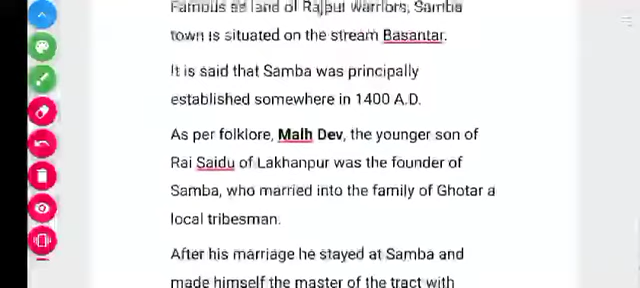 Famous as land of Rajput warriors, Samba
town is situated on the stream Basantar.
It is said that Samba was principally
established somewhere in 1400 A.D.
As per folklore, Malh Dev, the younger son of
Rai Saidu of Lakhanpur was the founder of
Samba, who married into the family of Ghotar a
local tribesman.
After his marriage he stayed at Samba and
made himself the master of the tract with